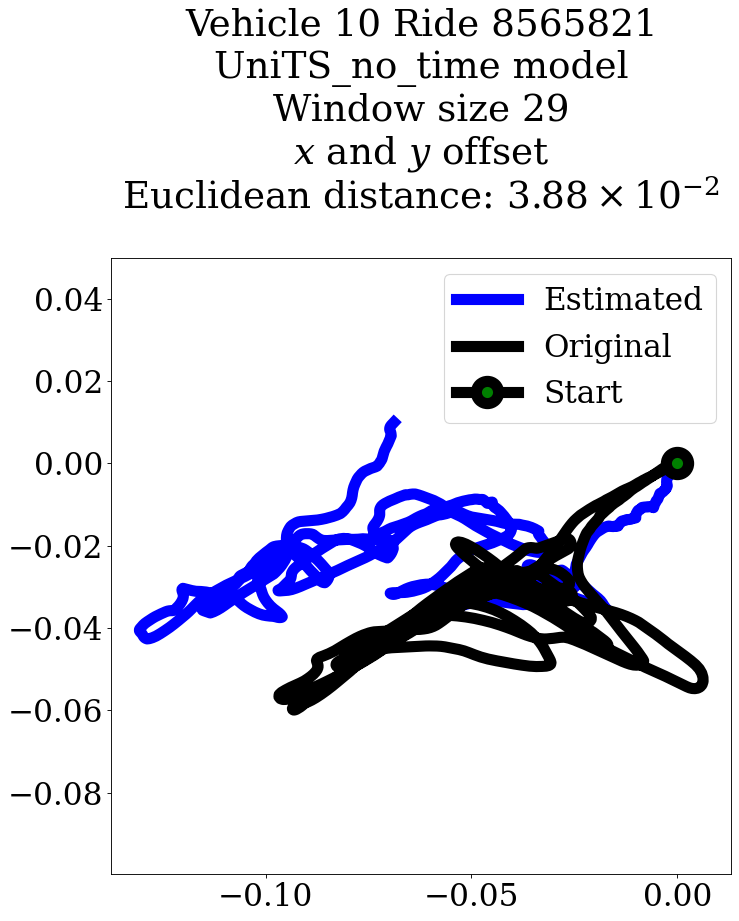 Vehicle 10 Ride 8565821
UniTS_no_time model
Window size 29
x and y offset
Euclidean distance: 3.88 × 10⁻²
Estimated
Original
Start
0.04
0.02
0.00
−0.02
−0.04
−0.06
−0.08
−0.10
−0.05
0.00